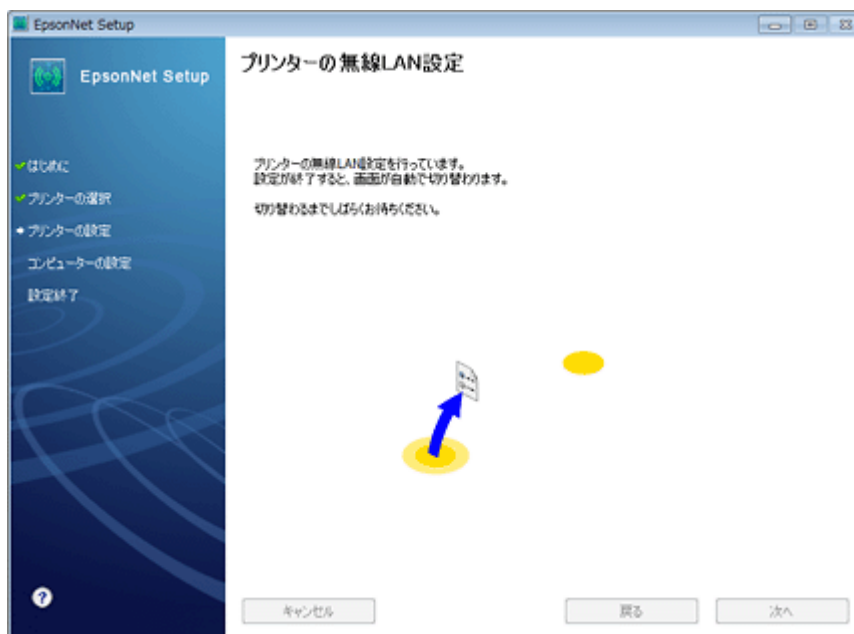 EpsonNet Setup
EpsonNet Setup
はじめに
プリンターの選択
プリンターの設定
コンピューターの設定
設定終了
プリンターの無線LAN設定
プリンターの無線LAN設定を行っています。
設定が終了すると、画面が自動で切り替わります。
切り替わるまでしばらくお待ちください。
?
キャンセル
戻る
次へ